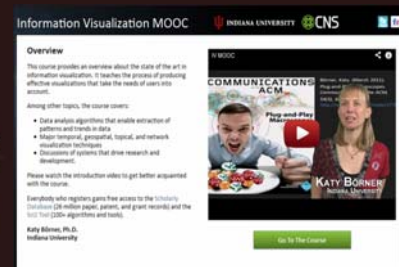 Information Visualization MOOC
INDIANA UNIVERSITY
CNS
Overview
This course provides an overview about the state of the art in
information visualization. It teaches the process of producing
effective visualizations that take the needs of users into
account.
Among other topics, the course covers:
• Data analysis algorithms that enable extraction of
patterns and trends in data
• Major temporal, geospatial, topical, and network
visualization techniques
• Discussions of systems that drive research and
development.
Please watch the introduction video to get better acquainted
with the course.
Everybody who registers gains free access to the Scholarly
Database (26 million paper, patent, and grant records) and the
Sci2 Tool (100+ algorithms and tools).
Katy Börner, Ph.D.
Indiana University
IV MOOC
COMMUNICATIONS
ACM
Plug-and-Play
Börner, Katy. (March 2011).
KATY BÖRNER
INDIANA UNIVERSITY
Go To The Course